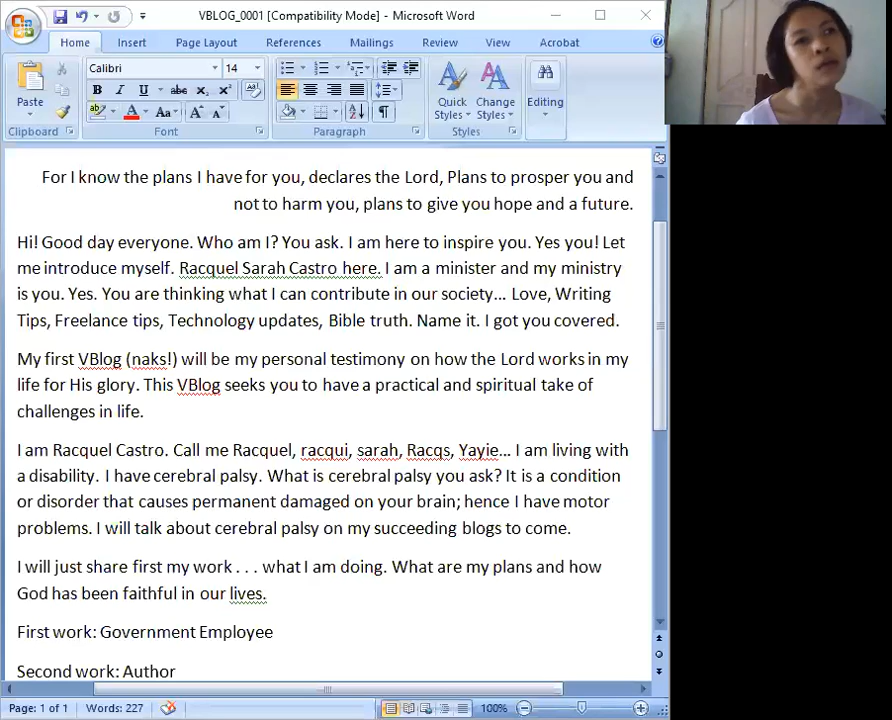 VBLOG_0001 [Compatibility Mode] - Microsoft Word
Home Insert Page Layout References Mailings Review View Acrobat
Calibri 14
Paste Quick Styles Change Styles Editing
B I U abc x₂ x² Aa A A
Clipboard Font Paragraph Styles
For I know the plans I have for you, declares the Lord, Plans to prosper you and
not to harm you, plans to give you hope and a future.
Hi! Good day everyone. Who am I? You ask. I am here to inspire you. Yes you! Let
me introduce myself. Racquel Sarah Castro here. I am a minister and my ministry
is you. Yes. You are thinking what I can contribute in our society… Love, Writing
Tips, Freelance tips, Technology updates, Bible truth. Name it. I got you covered.
My first VBlog (naks!) will be my personal testimony on how the Lord works in my
life for His glory. This VBlog seeks you to have a practical and spiritual take of
challenges in life.
I am Racquel Castro. Call me Racquel, racqui, sarah, Racqs, Yayie… I am living with
a disability. I have cerebral palsy. What is cerebral palsy you ask? It is a condition
or disorder that causes permanent damaged on your brain; hence I have motor
problems. I will talk about cerebral palsy on my succeeding blogs to come.
I will just share first my work . . . what I am doing. What are my plans and how
God has been faithful in our lives.
First work: Government Employee
Second work: Author
Page: 1 of 1 Words: 227 100%